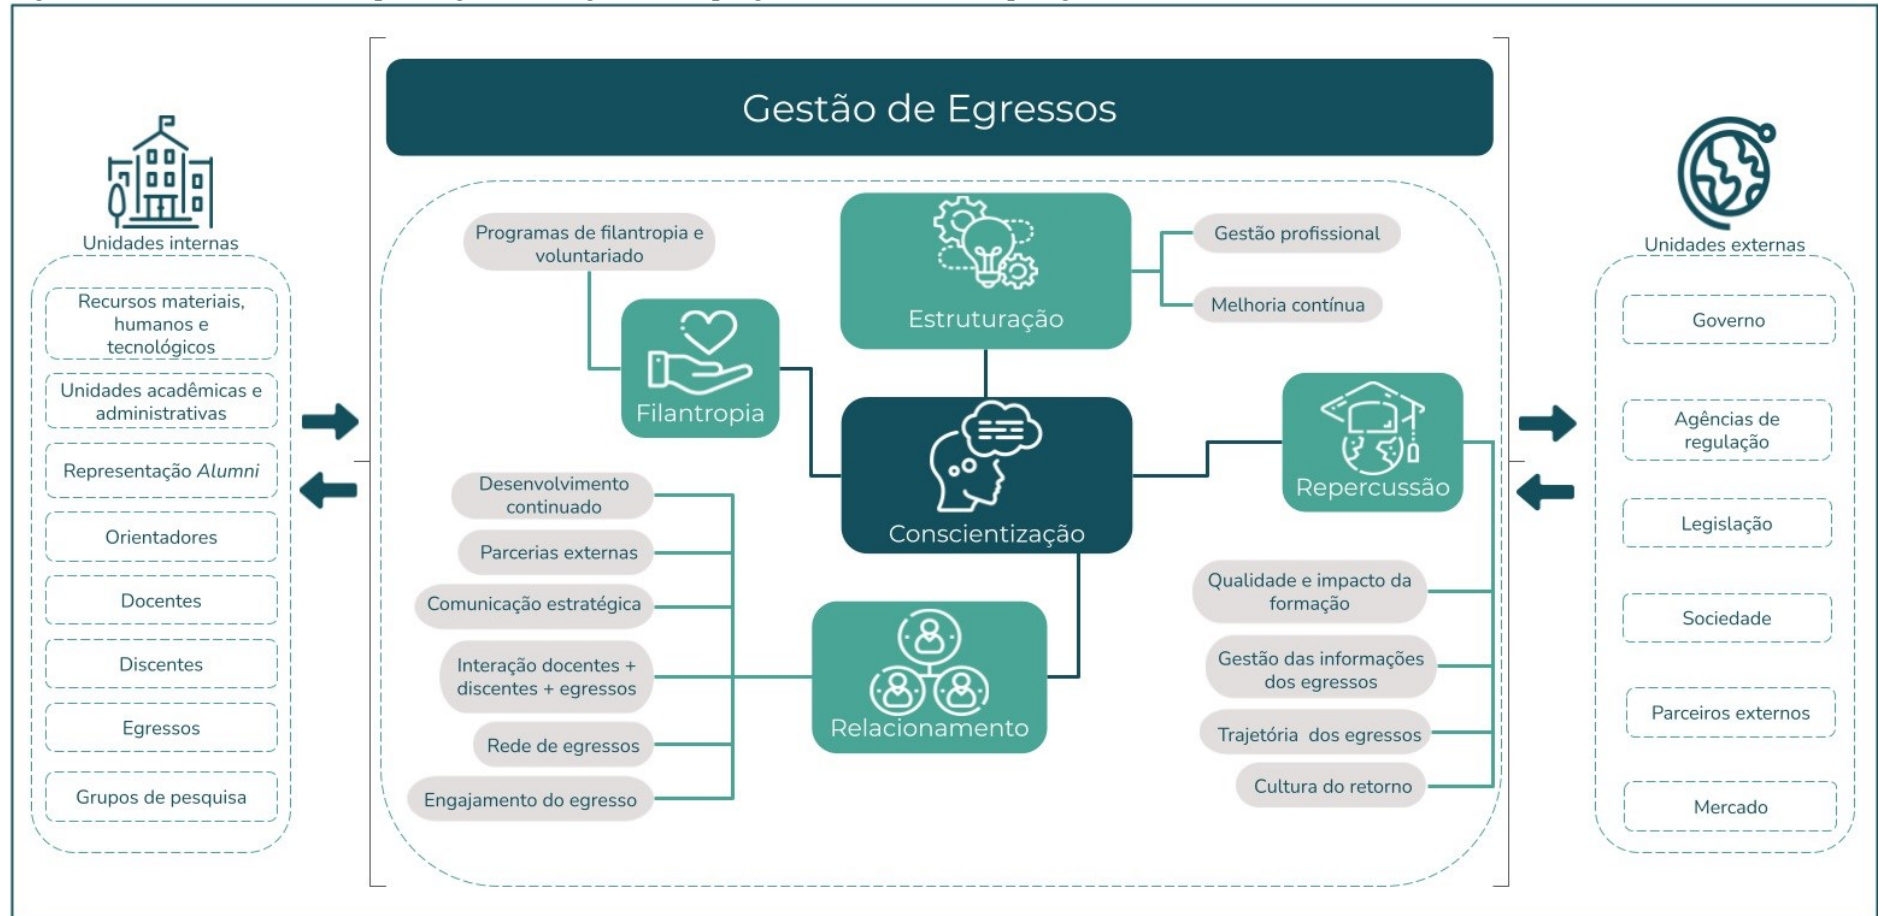 Gestão de Egressos
Unidades internas
Recursos materiais,
humanos e
tecnológicos
Unidades acadêmicas e
administrativas
Representação Alumni
Orientadores
Docentes
Discentes
Egressos
Grupos de pesquisa
Programas de filantropia e
voluntariado
Filantropia
Estruturação
Gestão profissional
Melhoria contínua
Conscientização
Repercussão
Desenvolvimento
continuado
Parcerias externas
Comunicação estratégica
Interação docentes +
discentes + egressos
Rede de egressos
Engajamento do egresso
Relacionamento
Qualidade e impacto da
formação
Gestão das informações
dos egressos
Trajetória dos egressos
Cultura do retorno
Unidades externas
Governo
Agências de
regulação
Legislação
Sociedade
Parceiros externos
Mercado